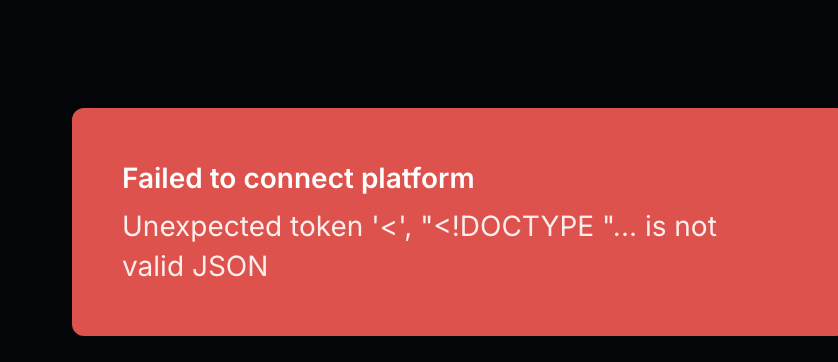 Failed to connect platform
Unexpected token '<', "<!DOCTYPE "... is not
valid JSON